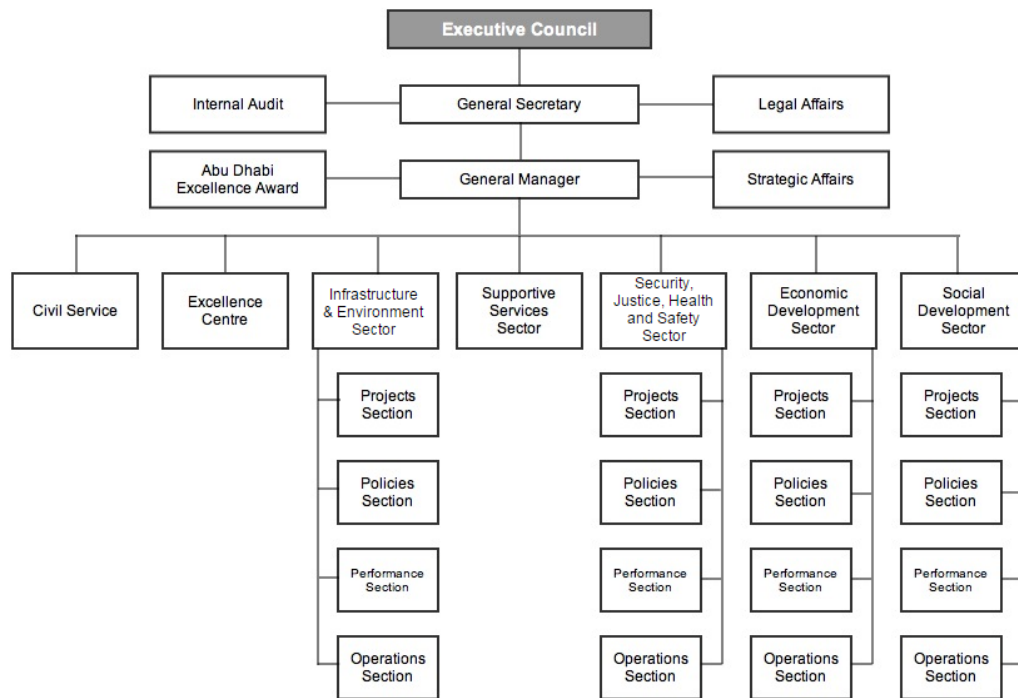 Executive Council
Internal Audit
General Secretary
Legal Affairs
Abu Dhabi
Excellence Award
General Manager
Strategic Affairs
Civil Service
Excellence
Centre
Infrastructure
& Environment
Sector
Supportive
Services
Sector
Security,
Justice, Health
and Safety
Sector
Economic
Development
Sector
Social
Development
Sector
Projects
Section
Projects
Section
Projects
Section
Projects
Section
Policies
Section
Policies
Section
Policies
Section
Policies
Section
Performance
Section
Performance
Section
Performance
Section
Performance
Section
Operations
Section
Operations
Section
Operations
Section
Operations
Section